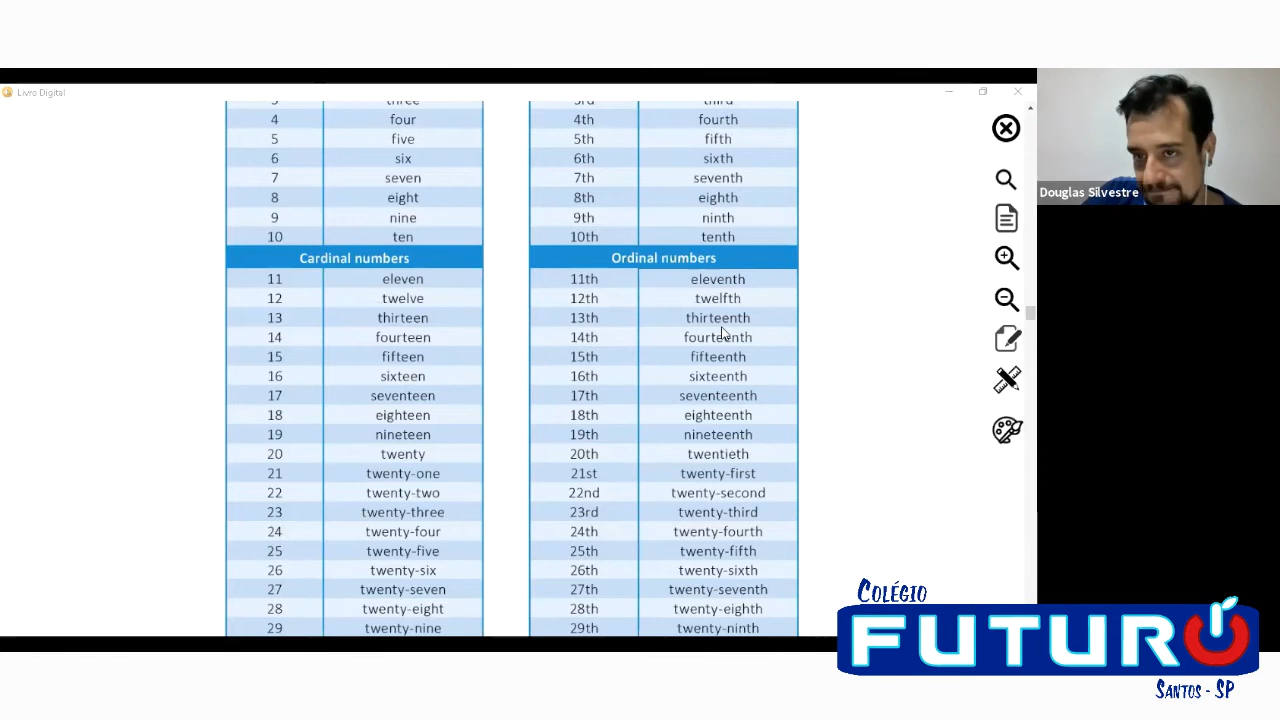 Livro Digital
3 three 3rd third
4 four 4th fourth
5 five 5th fifth
6 six 6th sixth
7 seven 7th seventh
8 eight 8th eighth
9 nine 9th ninth
10 ten 10th tenth
Cardinal numbers Ordinal numbers
11 eleven 11th eleventh
12 twelve 12th twelfth
13 thirteen 13th thirteenth
14 fourteen 14th fourteenth
15 fifteen 15th fifteenth
16 sixteen 16th sixteenth
17 seventeen 17th seventeenth
18 eighteen 18th eighteenth
19 nineteen 19th nineteenth
20 twenty 20th twentieth
21 twenty-one 21st twenty-first
22 twenty-two 22nd twenty-second
23 twenty-three 23rd twenty-third
24 twenty-four 24th twenty-fourth
25 twenty-five 25th twenty-fifth
26 twenty-six 26th twenty-sixth
27 twenty-seven 27th twenty-seventh
28 twenty-eight 28th twenty-eighth
29 twenty-nine 29th twenty-ninth
Douglas Silvestre
COLÉGIO
FUTURO
SANTOS - SP